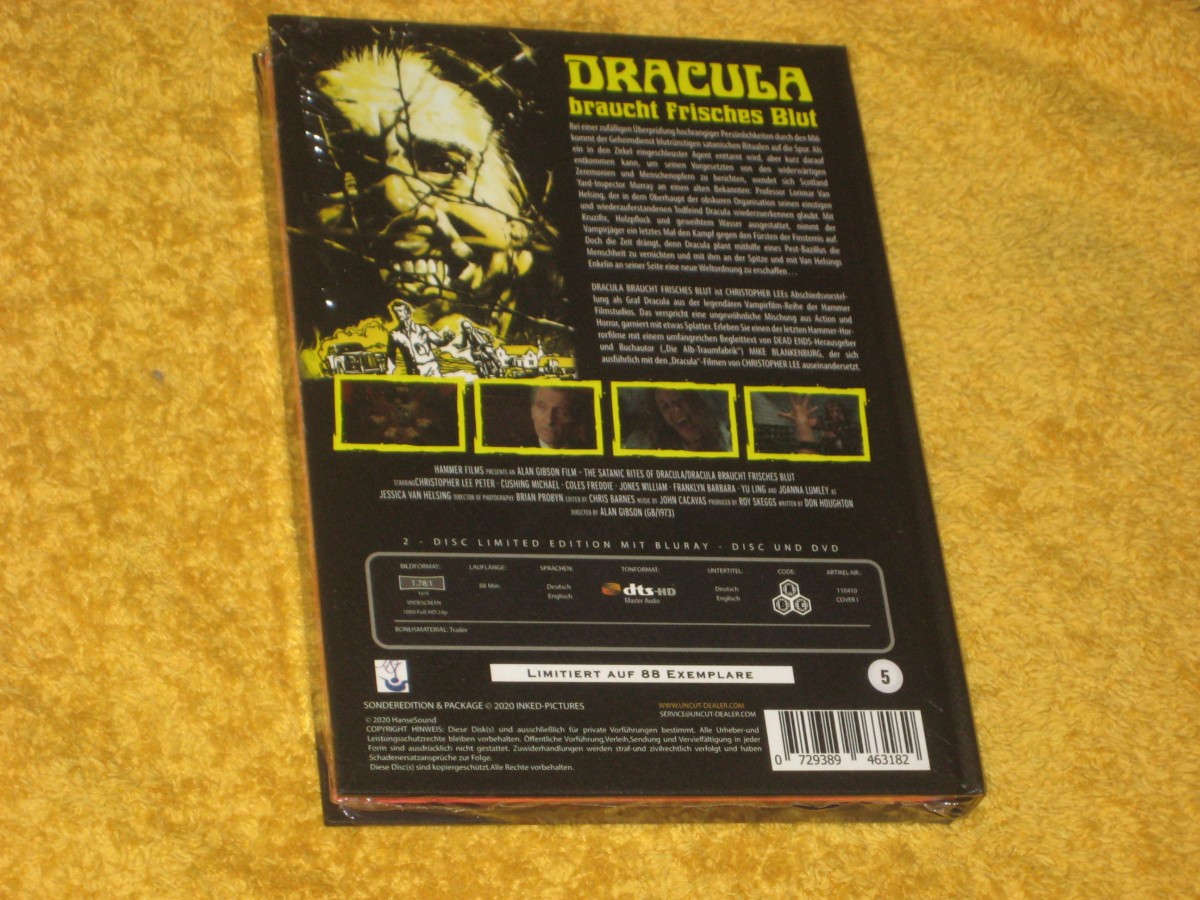 DRACULA
braucht frisches Blut
Bei einer zufälligen Überprüfung hochrangiger Persönlichkeiten durch den MI6
kommt der Geheimdienst blutrünstigen satanischen Ritualen auf die Spur. Als
ein in den Zirkel eingeschleuster Agent enttarnt wird, aber kurz darauf
entkommen kann, um seinen Vorgesetzten von den widerwärtigen
Zeremonien und Menschenopfern zu berichten, wendet sich Scotland
Yard-Inspector Murray an einen alten Bekannten: Professor Lorimar Van
Helsing, der in dem Oberhaupt der obskuren Organisation seinen einstigen
und wiederauferstandenen Todfeind Dracula wiederzuerkennen glaubt. Mit
Kruzifix, Holzpflock und geweihtem Wasser ausgestattet, nimmt der
Vampirjäger ein letztes Mal den Kampf gegen den Fürsten der Finsternis auf.
Doch die Zeit drängt, denn Dracula plant mithilfe eines Pest-Bazillus die
Menschheit zu vernichten und mit ihm an der Spitze und mit Van Helsings
Enkelin an seiner Seite eine neue Weltordnung zu erschaffen . . .
DRACULA BRAUCHT FRISCHES BLUT ist CHRISTOPHER LEEs Abschiedsvorstel-
lung als Graf Dracula aus der legendären Vampirfilm-Reihe der Hammer
Filmstudios. Das verspricht eine ungewöhnliche Mischung aus Action und
Horror, garniert mit etwas Splatter. Erleben Sie einen der letzten Hammer-Hor-
rorfilme mit einem umfangreichen Begleittext von DEAD ENDS-Herausgeber
und Buchautor („Die Alb-Traumfabrik") MIKE BLANKENBURG, der sich
ausführlich mit den „Dracula"-Filmen von CHRISTOPHER LEE auseinandersetzt.
HAMMER FILMS PRESENTS AN ALAN GIBSON FILM - THE SATANIC RITES OF DRACULA/DRACULA BRAUCHT FRISCHES BLUT
STARRING CHRISTOPHER LEE PETER · CUSHING MICHAEL · COLES FREDDIE · JONES WILLIAM · FRANKLYN BARBARA · YU LING AND JOANNA LUMLEY AS
JESSICA VAN HELSING DIRECTOR OF PHOTOGRAPHY BRIAN PROBYN EDITED BY CHRIS BARNES MUSIC BY JOHN CACAVAS PRODUCED BY ROY SKEGGS WRITTEN BY DON HOUGHTON
DIRECTED BY ALAN GIBSON (GB/1973)
2 - DISC LIMITED EDITION MIT BLURAY - DISC UND DVD
BILDFORMAT: LAUFLÄNGE: SPRACHEN: TONFORMAT: UNTERTITEL: CODE: ARTIKEL-NR.
1.78:1 88 Min. Deutsch dts-HD Deutsch A 110410
16:9 Englisch Master Audio Englisch B C COVER I
WIDESCREEN
1080 Full-HD 24p
BONUSMATERIAL: Trailer
LIMITIERT AUF 88 EXEMPLARE
5
SONDEREDITION & PACKAGE © 2020 INKED-PICTURES
WWW.UNCUT-DEALER.COM
SERVICE@UNCUT-DEALER.COM
© 2020 HanseSound
COPYRIGHT HINWEIS: Diese Disk(s) sind ausschließlich für private Vorführungen bestimmt. Alle Urheber-und
Leistungsschutzrechte bleiben vorbehalten. Öffentliche Vorführung,Verleih,Sendung und Vervielfältigung in jeder
Form sind ausdrücklich nicht gestattet. Zuwiderhandlungen werden straf-und zivilrechtlich verfolgt und haben
Schadenersatzansprüche zur Folge.
Diese Disc(s) sind kopiergeschützt.Alle Rechte vorbehalten.
0 729389 463182